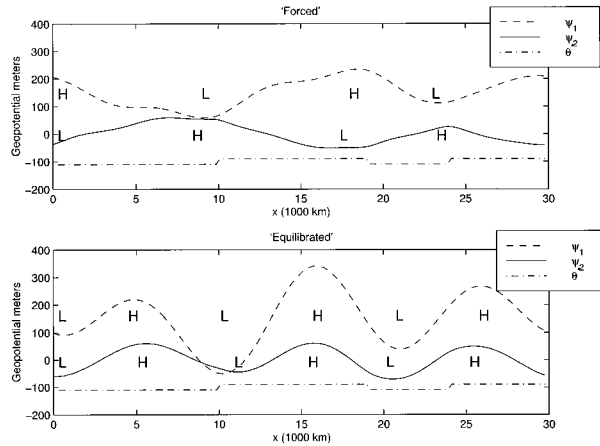 'Forced'
ψ1
ψ2
θ
Geopotential meters
400
300
200
100
0
−100
−200
H
L
H
L
L
H
L
H
0
5
10
15
20
25
30
x (1000 km)
'Equilibrated'
ψ1
ψ2
θ
Geopotential meters
400
300
200
100
0
−100
−200
L
H
L
H
L
H
L
H
L
H
L
H
0
5
10
15
20
25
30
x (1000 km)